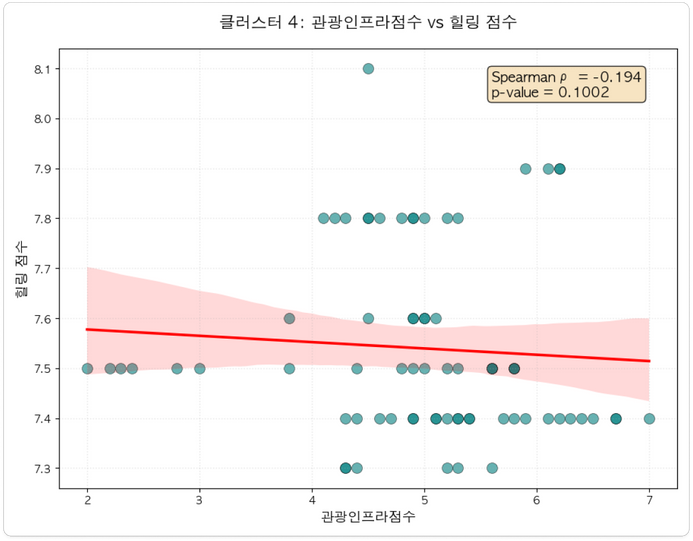 클러스터 4: 관광인프라점수 vs 힐링 점수
Spearman ρ = -0.194
p-value = 0.1002
8.1
8.0
7.9
7.8
7.7
7.6
7.5
7.4
7.3
힐링 점수
2 3 4 5 6 7
관광인프라점수